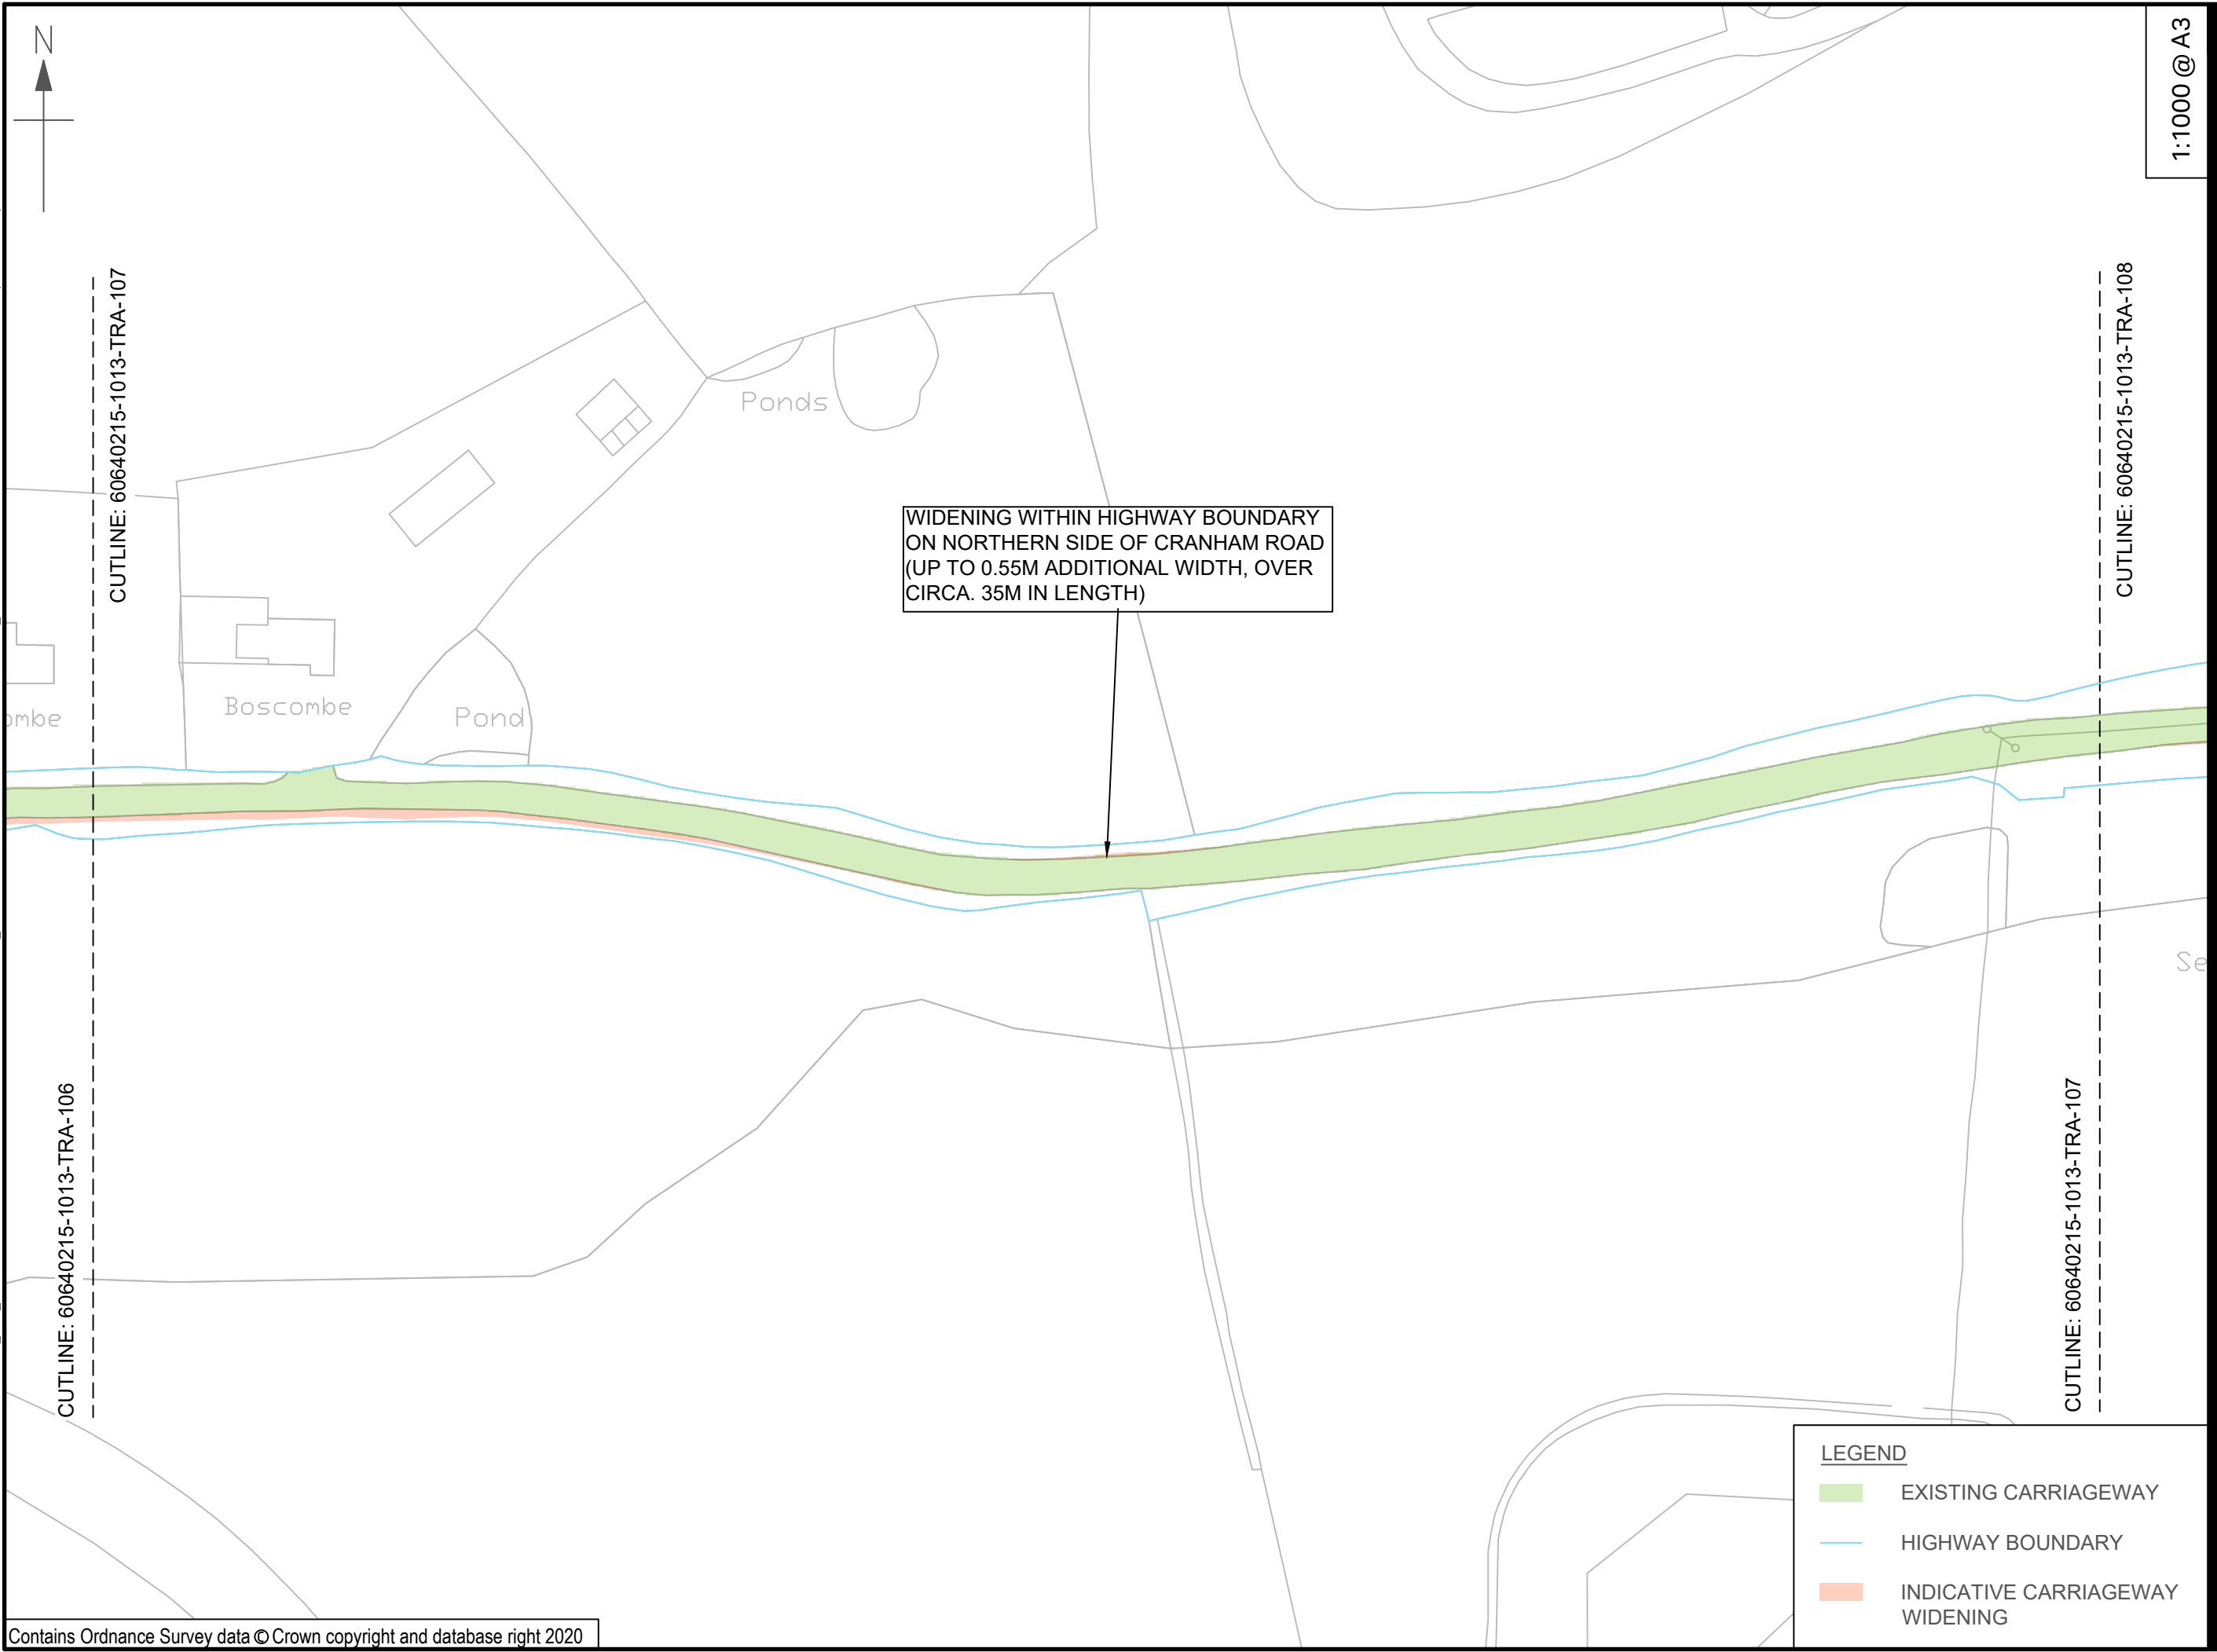 N
1:1000 @ A3
CUTLINE: 60640215-1013-TRA-107
CUTLINE: 60640215-1013-TRA-108
Ponds
WIDENING WITHIN HIGHWAY BOUNDARY
ON NORTHERN SIDE OF CRANHAM ROAD
(UP TO 0.55M ADDITIONAL WIDTH, OVER
CIRCA. 35M IN LENGTH)
ombe
Boscombe
Pond
Se
CUTLINE: 60640215-1013-TRA-106
CUTLINE: 60640215-1013-TRA-107
LEGEND
EXISTING CARRIAGEWAY
HIGHWAY BOUNDARY
INDICATIVE CARRIAGEWAY
WIDENING
Contains Ordnance Survey data © Crown copyright and database right 2020